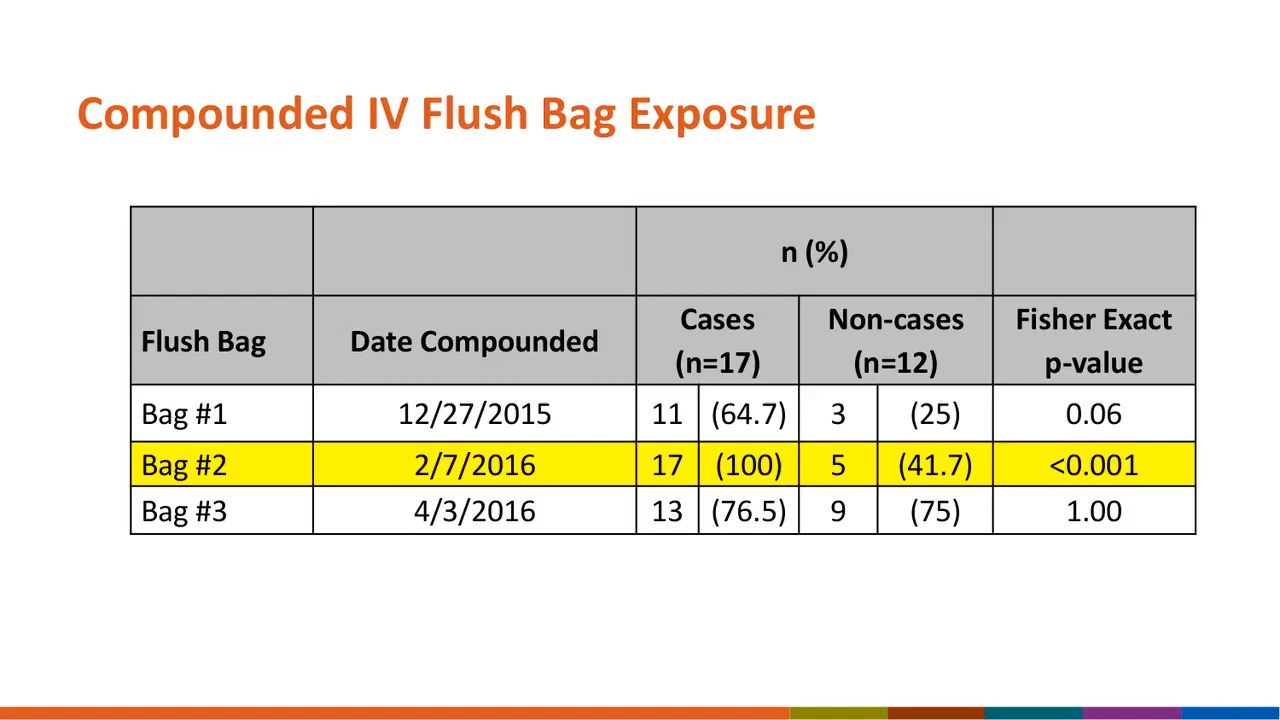 Compounded IV Flush Bag Exposure
n (%)
Flush Bag Date Compounded Cases (n=17) Non-cases (n=12) Fisher Exact p-value
Bag #1 12/27/2015 11 (64.7) 3 (25) 0.06
Bag #2 2/7/2016 17 (100) 5 (41.7) <0.001
Bag #3 4/3/2016 13 (76.5) 9 (75) 1.00